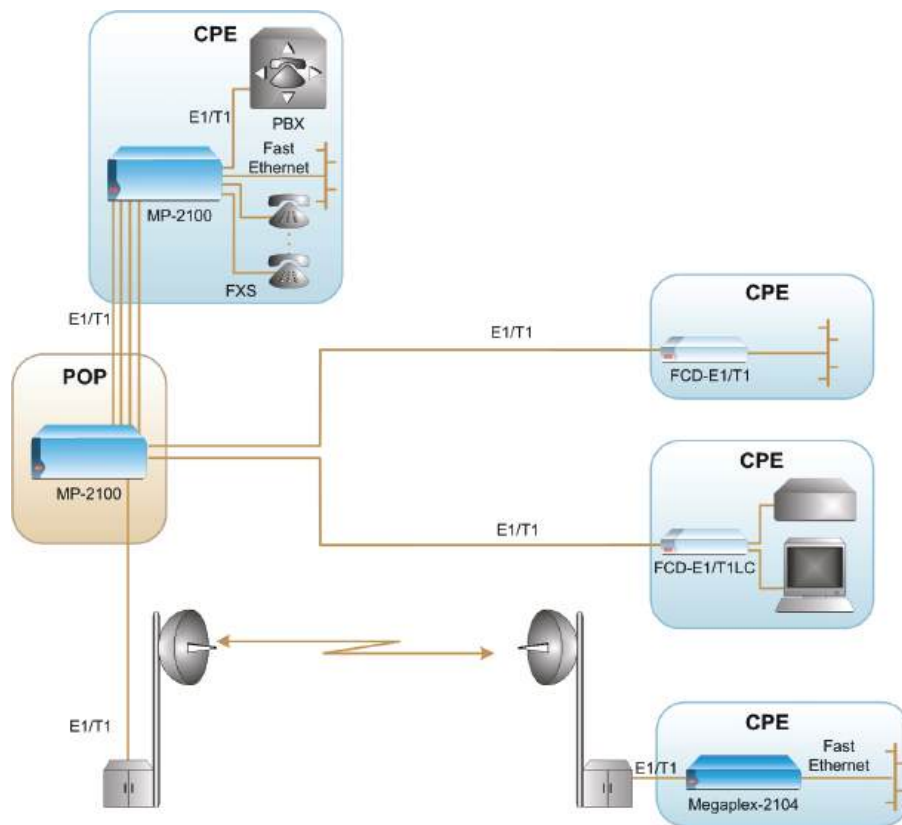 CPE
E1/T1
PBX
Fast
Ethernet
MP-2100
FXS
E1/T1
POP
MP-2100
E1/T1
CPE
FCD-E1/T1
E1/T1
CPE
FCD-E1/T1LC
E1/T1
CPE
E1/T1
Fast
Ethernet
Megaplex-2104